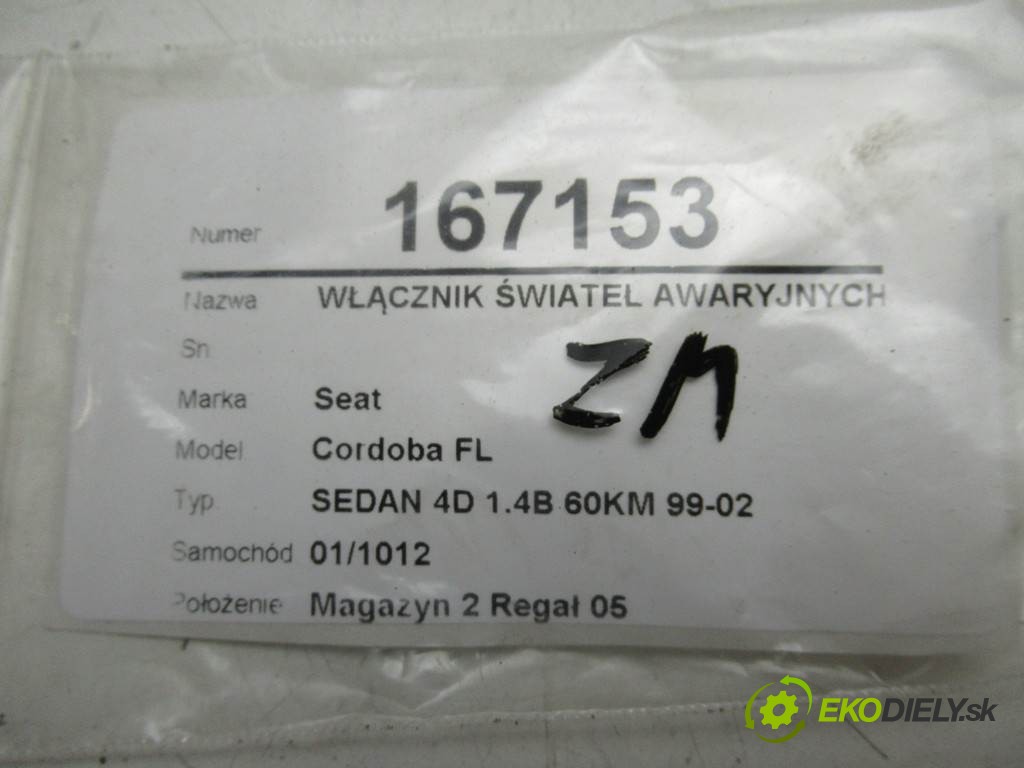 Numer 167153
Nazwa WŁĄCZNIK ŚWIATEŁ AWARYJNYCH
Sn
ZM
Marka Seat
Model Cordoba FL
Typ SEDAN 4D 1.4B 60KM 99-02
Samochód 01/1012
Położenie Magazyn 2 Regał 05
EKODIELY.sk